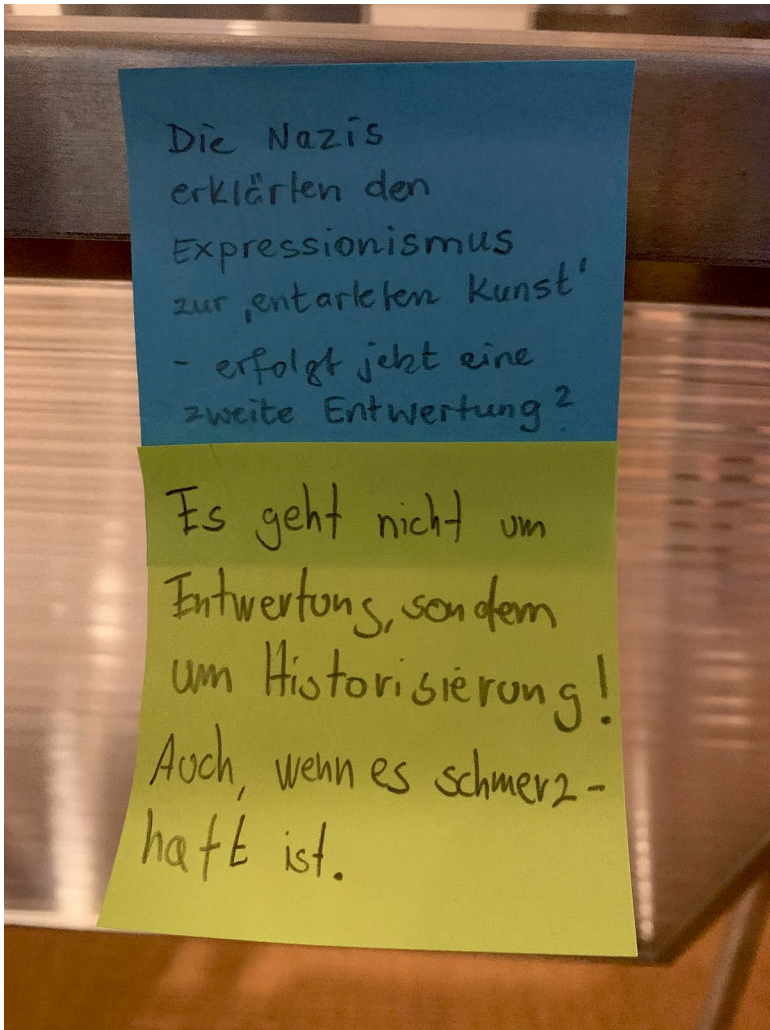 Die Nazis
erklärten den
Expressionismus
zur ‚entarteten Kunst'
- erfolgt jetzt eine
zweite Entwertung?
Es geht nicht um
Entwertung, sondern
um Historisierung!
Auch, wenn es schmerz-
haft ist.